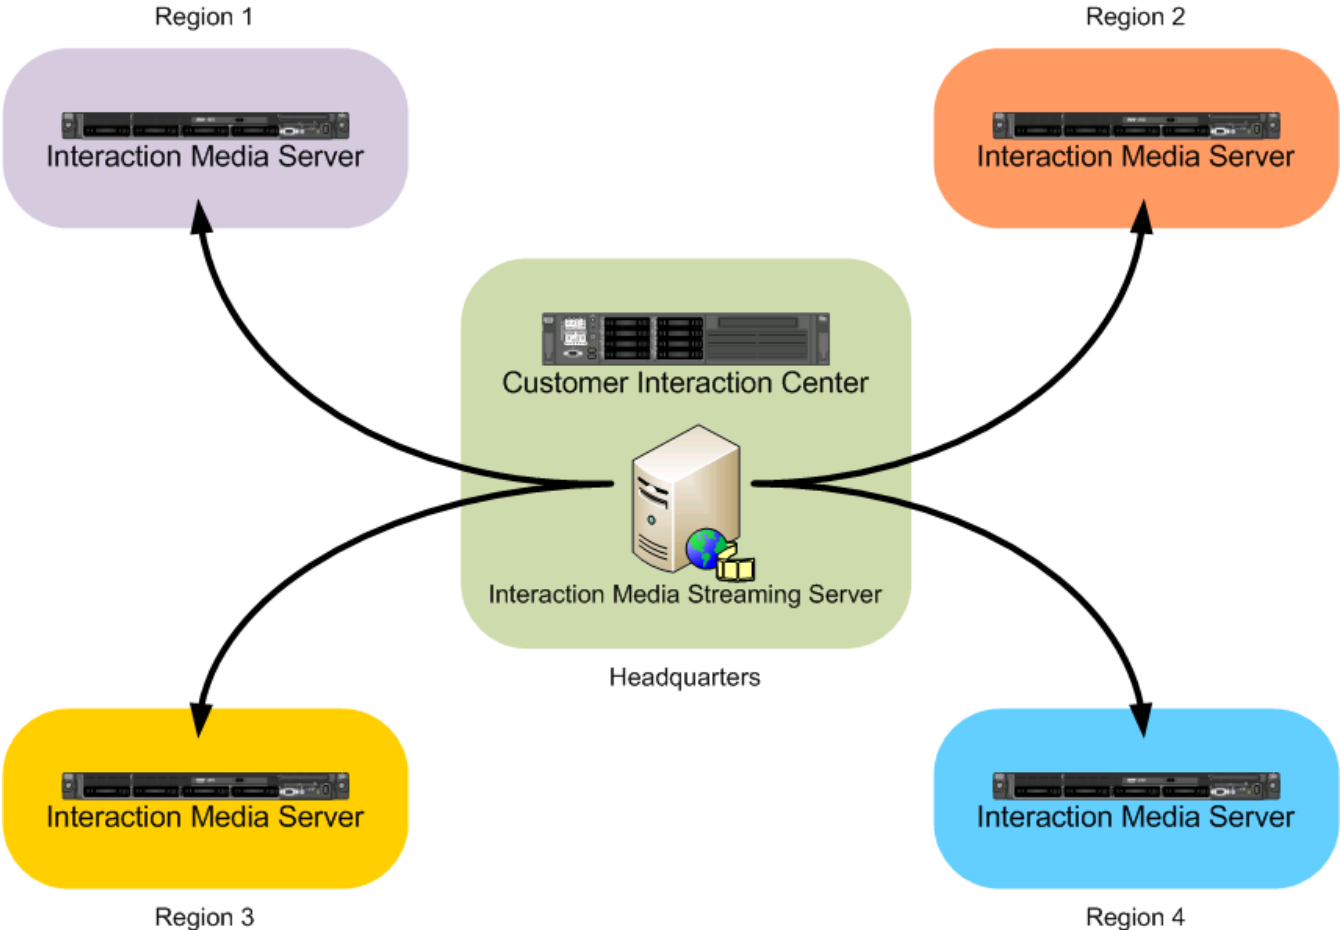 Region 1
Region 2
Interaction Media Server
Interaction Media Server
Customer Interaction Center
Interaction Media Streaming Server
Headquarters
Interaction Media Server
Interaction Media Server
Region 3
Region 4